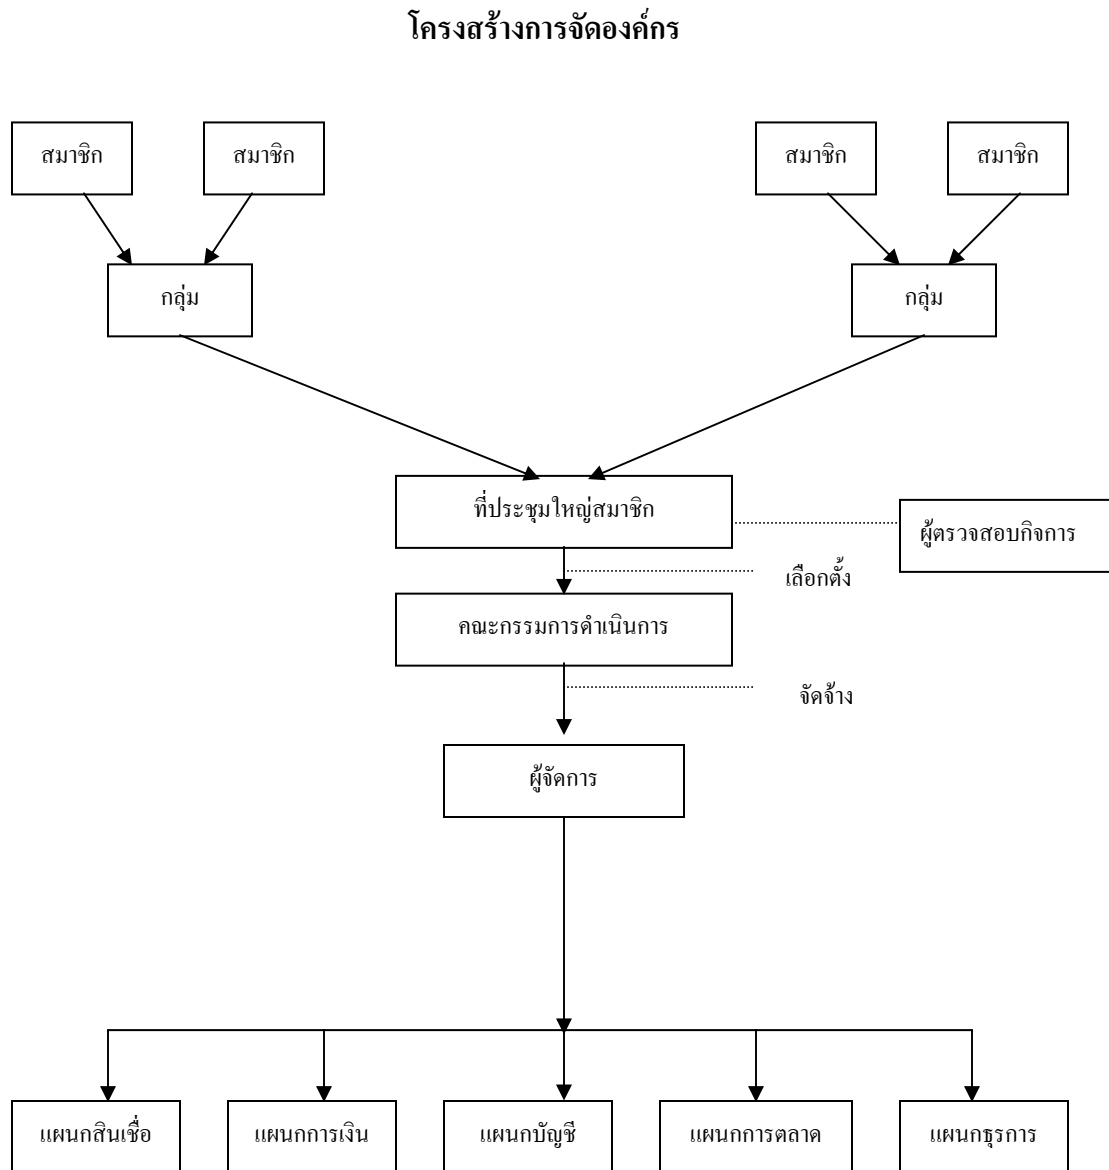 โครงสร้างการจัดองค์กร
สมาชิก สมาชิก สมาชิก สมาชิก
กลุ่ม กลุ่ม
ที่ประชุมใหญ่สมาชิก
ผู้ตรวจสอบกิจการ
เลือกตั้ง
คณะกรรมการดำเนินการ
จัดจ้าง
ผู้จัดการ
แผนกสินเชื่อ แผนกการเงิน แผนกบัญชี แผนกการตลาด แผนกธุรการ